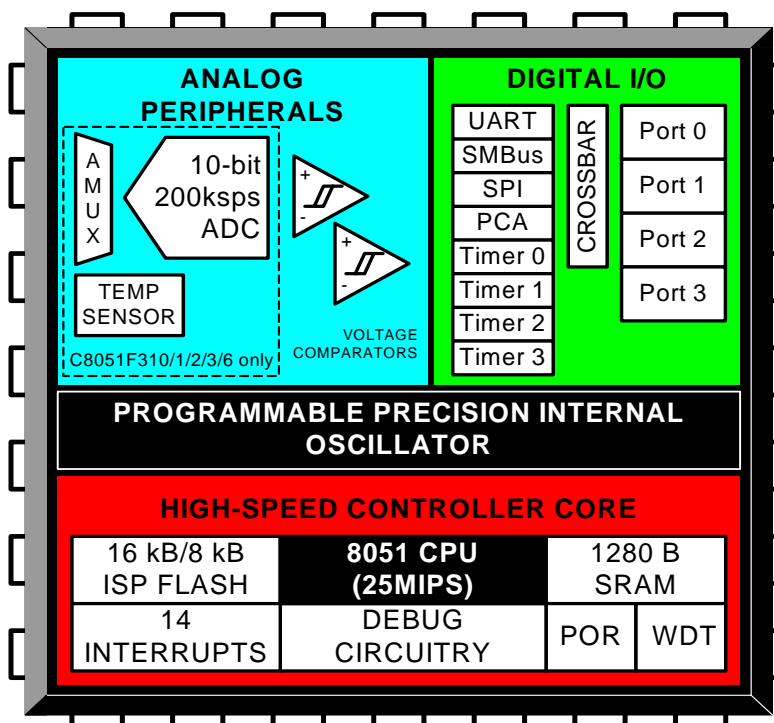 ANALOG
PERIPHERALS
A
M
U
X
10-bit
200ksps
ADC
+
-
+
-
TEMP
SENSOR
VOLTAGE
COMPARATORS
C8051F310/1/2/3/6 only
DIGITAL I/O
UART
SMBus
SPI
PCA
Timer 0
Timer 1
Timer 2
Timer 3
CROSSBAR
Port 0
Port 1
Port 2
Port 3
PROGRAMMABLE PRECISION INTERNAL
OSCILLATOR
HIGH-SPEED CONTROLLER CORE
16 kB/8 kB
ISP FLASH
8051 CPU
(25MIPS)
1280 B
SRAM
14
INTERRUPTS
DEBUG
CIRCUITRY
POR
WDT